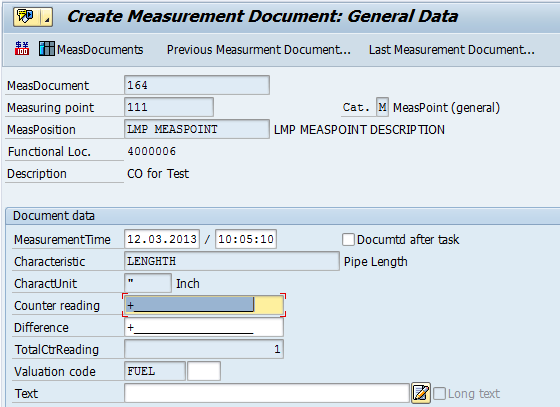 Create Measurement Document: General Data
MeasDocuments Previous Measurment Document... Last Measurement Document...
MeasDocument 164
Measuring point 111 Cat. M MeasPoint (general)
MeasPosition LMP MEASPOINT LMP MEASPOINT DESCRIPTION
Functional Loc. 4000006
Description CO for Test
Document data
MeasurementTime 12.03.2013 / 10:05:10 Documtd after task
Characteristic LENGHTH Pipe Length
CharactUnit " Inch
Counter reading +_________________
Difference +_________________
TotalCtrReading 1
Valuation code FUEL
Text Long text